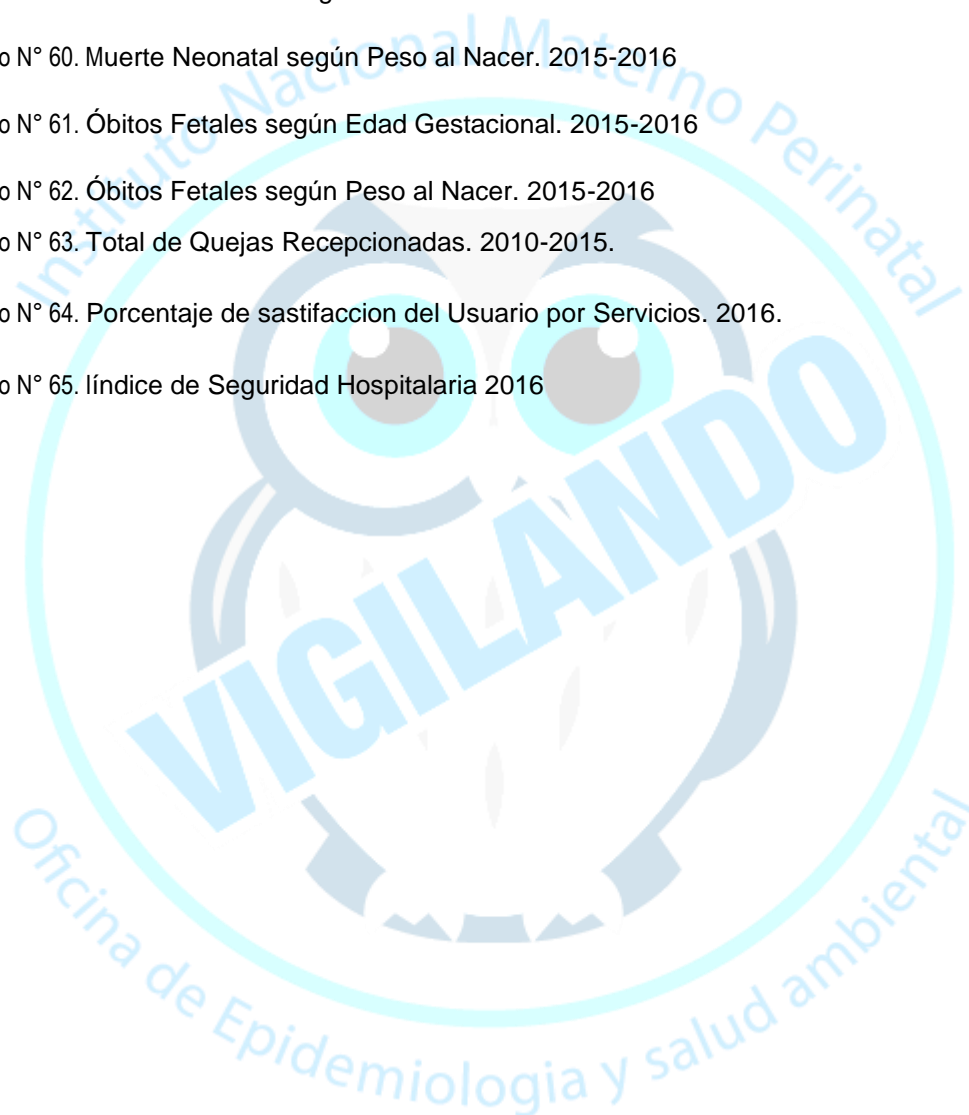 o N° 60. Muerte Neonatal según Peso al Nacer. 2015-2016
o N° 61. Óbitos Fetales según Edad Gestacional. 2015-2016
o N° 62. Óbitos Fetales según Peso al Nacer. 2015-2016
o N° 63. Total de Quejas Recepcionadas. 2010-2015.
o N° 64. Porcentaje de sastifaccion del Usuario por Servicios. 2016.
o N° 65. Iíndice de Seguridad Hospitalaria 2016
Instituto Nacional Materno Perinatal
VIGILANDO
Oficina de Epidemiologia y salud ambiental